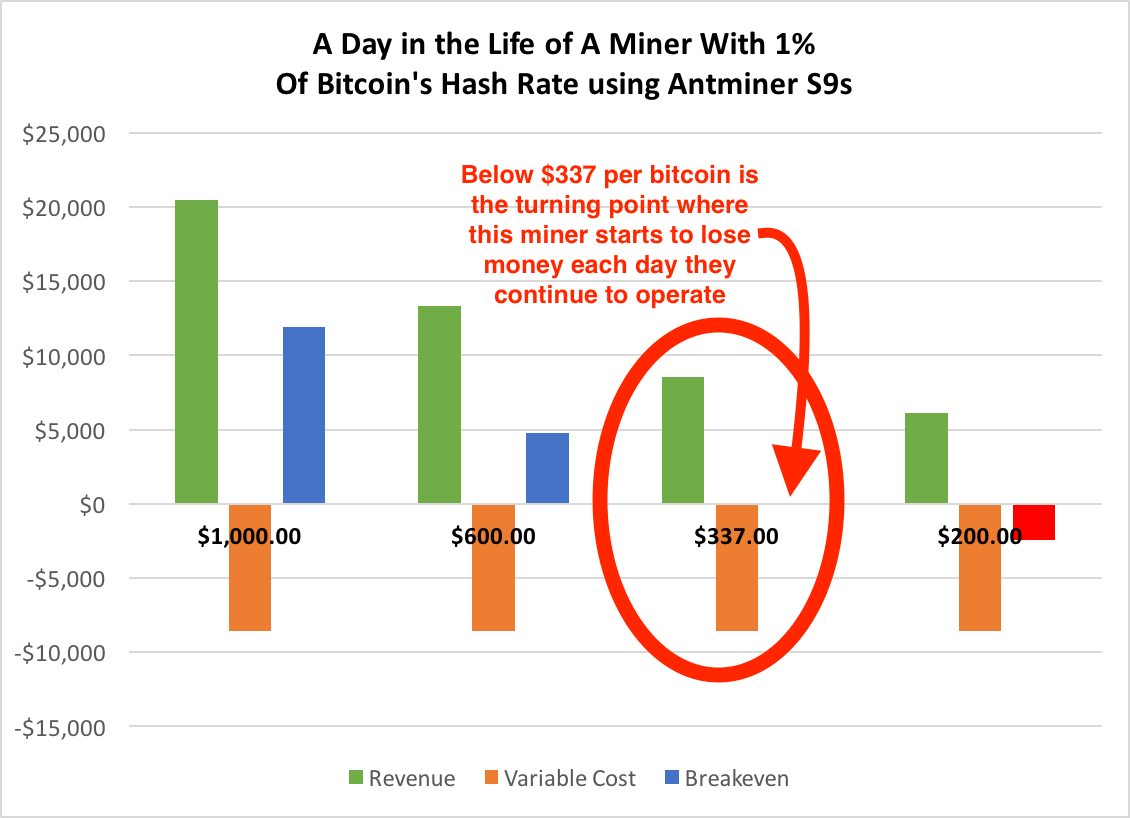 A Day in the Life of A Miner With 1%
Of Bitcoin's Hash Rate using Antminer S9s
$25,000
$20,000
$15,000
$10,000
$5,000
$0
-$5,000
-$10,000
-$15,000
Below $337 per bitcoin is
the turning point where
this miner starts to lose
money each day they
continue to operate
$1,000.00
$600.00
$337.00
$200.00
Revenue
Variable Cost
Breakeven